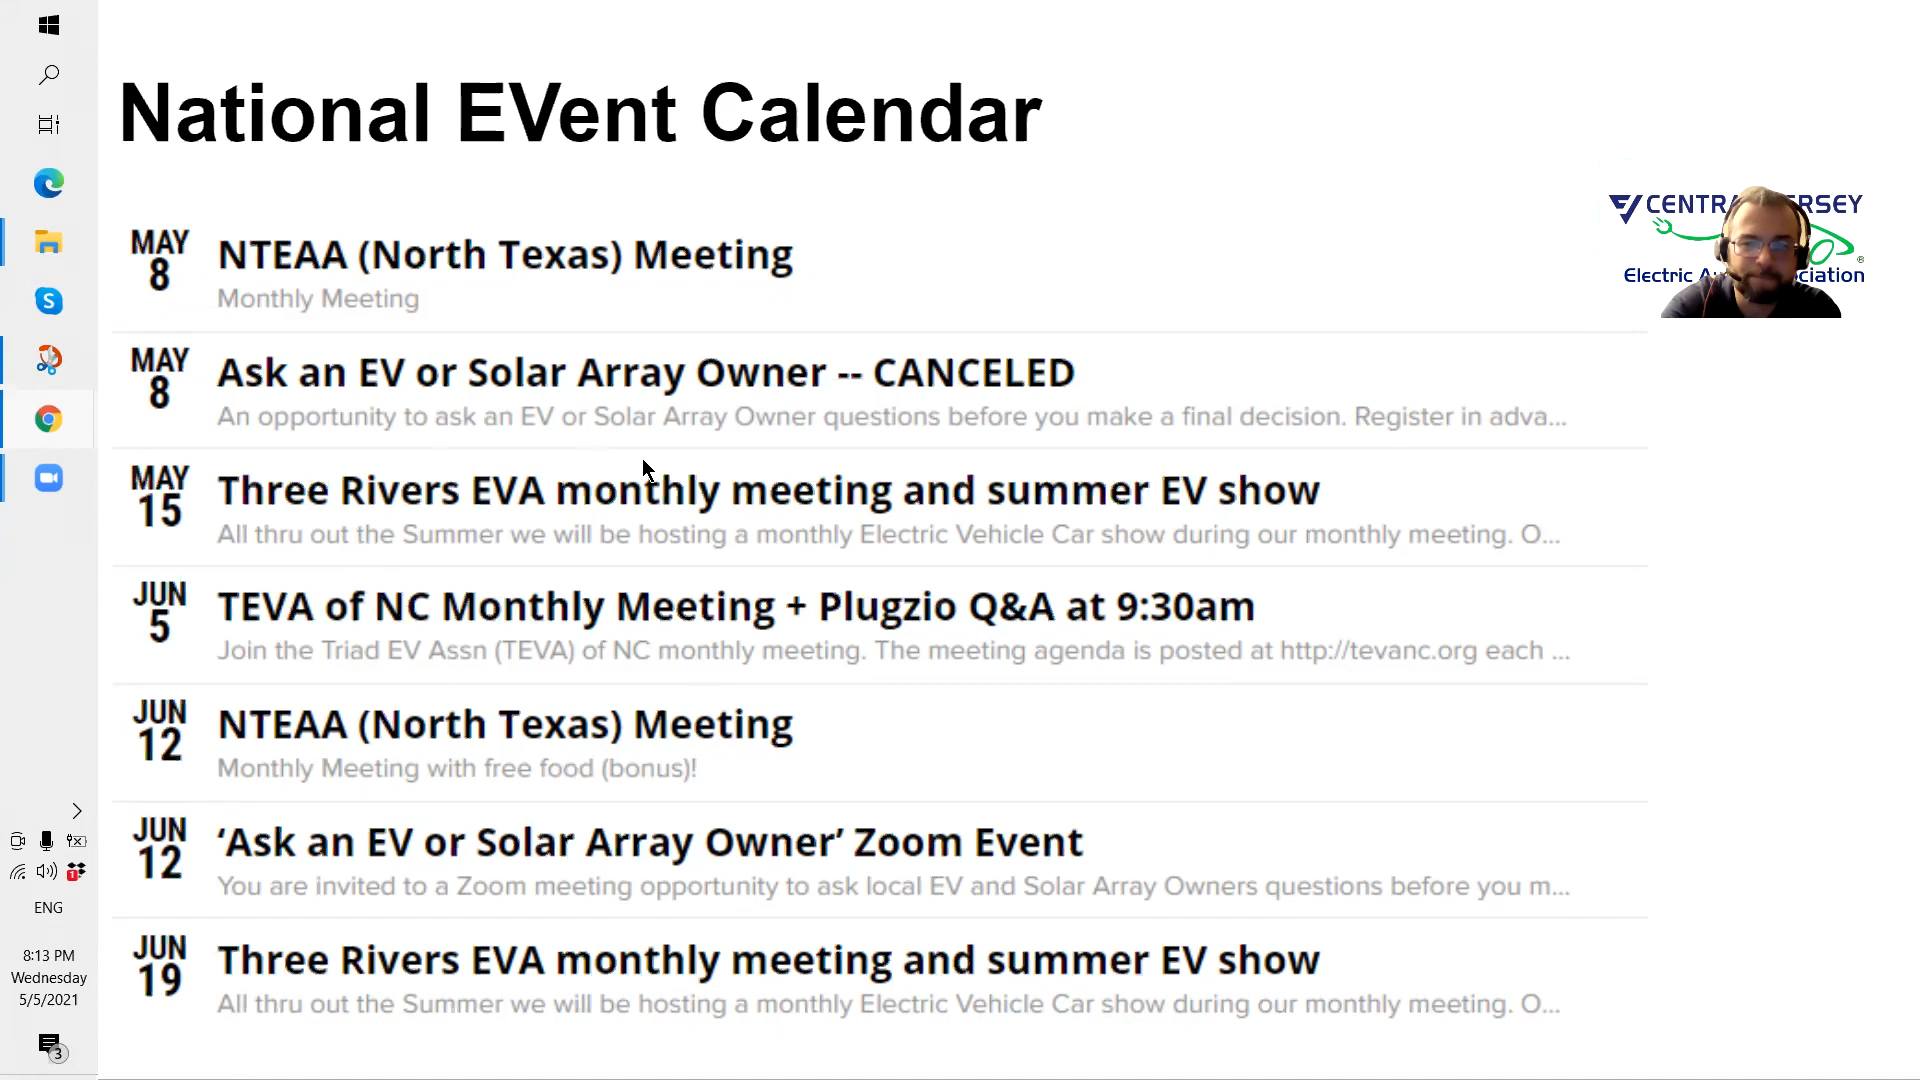 National EVent Calendar
CENTRA ERSEY
Electric A ciation
MAY
8
NTEAA (North Texas) Meeting
Monthly Meeting
MAY
8
Ask an EV or Solar Array Owner -- CANCELED
An opportunity to ask an EV or Solar Array Owner questions before you make a final decision. Register in adva...
MAY
15
Three Rivers EVA monthly meeting and summer EV show
All thru out the Summer we will be hosting a monthly Electric Vehicle Car show during our monthly meeting. O...
JUN
5
TEVA of NC Monthly Meeting + Plugzio Q&A at 9:30am
Join the Triad EV Assn (TEVA) of NC monthly meeting. The meeting agenda is posted at http://tevanc.org each ...
JUN
12
NTEAA (North Texas) Meeting
Monthly Meeting with free food (bonus)!
JUN
12
‘Ask an EV or Solar Array Owner’ Zoom Event
You are invited to a Zoom meeting opportunity to ask local EV and Solar Array Owners questions before you m...
JUN
19
Three Rivers EVA monthly meeting and summer EV show
All thru out the Summer we will be hosting a monthly Electric Vehicle Car show during our monthly meeting. O...
S
1
ENG
8:13 PM
Wednesday
5/5/2021
3